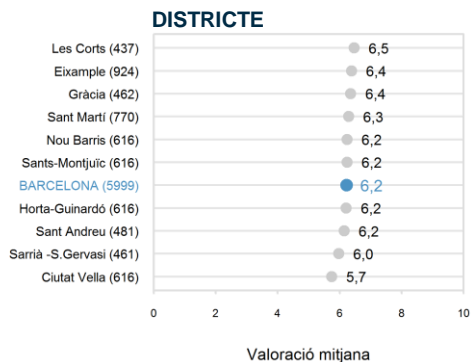 DISTRICTE
Les Corts (437) 6,5
Eixample (924) 6,4
Gràcia (462) 6,4
Sant Martí (770) 6,3
Nou Barris (616) 6,2
Sants-Montjuïc (616) 6,2
BARCELONA (5999) 6,2
Horta-Guinardó (616) 6,2
Sant Andreu (481) 6,2
Sarrià -S.Gervasi (461) 6,0
Ciutat Vella (616) 5,7
0 2 4 6 8 10
Valoració mitjana